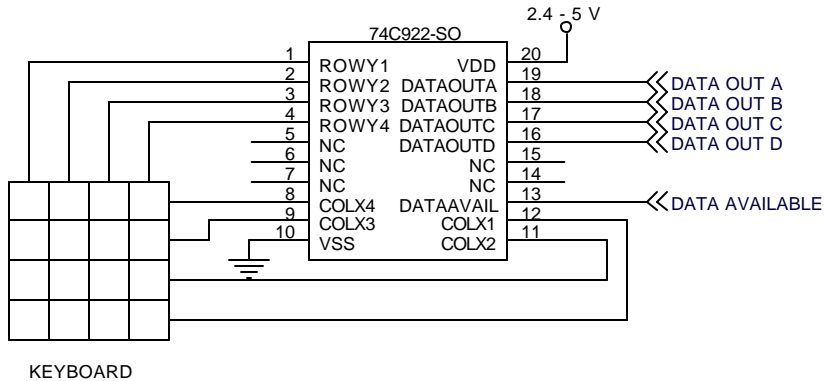 2.4 - 5 V
74C922-SO
1 ROWY1 VDD 20
2 ROWY2 DATAOUTA 19 DATA OUT A
3 ROWY3 DATAOUTB 18 DATA OUT B
4 ROWY4 DATAOUTC 17 DATA OUT C
5 NC DATAOUTD 16 DATA OUT D
6 NC NC 15
7 NC NC 14
8 COLX4 DATAAVAIL 13 DATA AVAILABLE
9 COLX3 COLX1 12
10 VSS COLX2 11
KEYBOARD